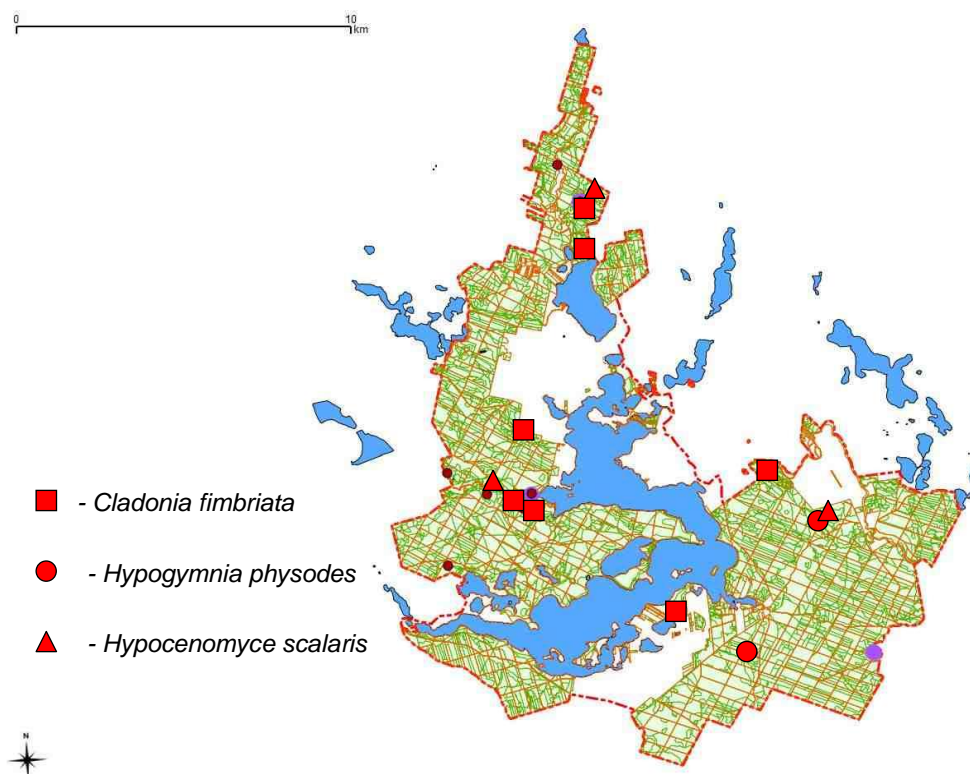 0 10
km
- Cladonia fimbriata
- Hypogymnia physodes
- Hypocenomyce scalaris
N